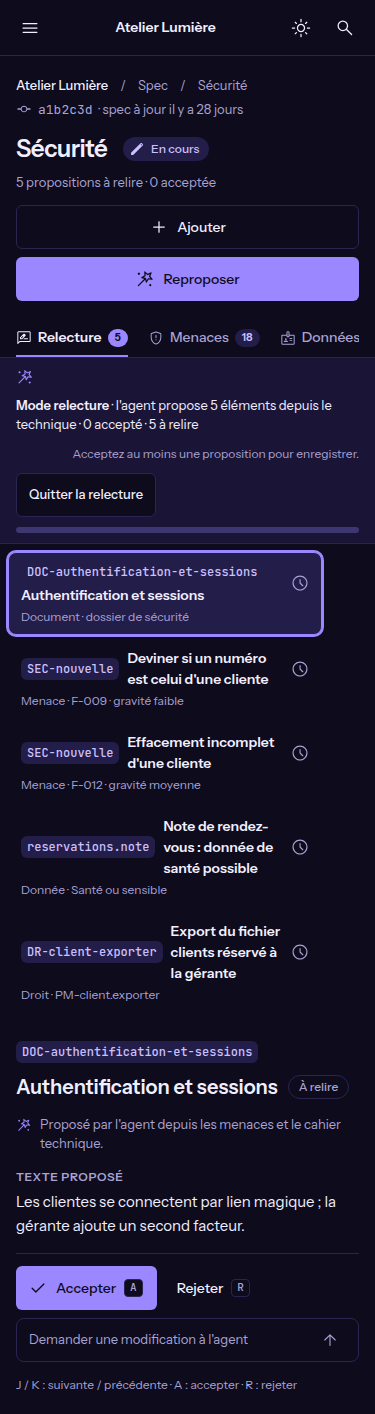 Atelier Lumière
Atelier Lumière / Spec / Sécurité
a1b2c3d · spec à jour il y a 28 jours
Sécurité En cours
5 propositions à relire · 0 acceptée
Ajouter
Reproposer
Relecture 5 Menaces 18 Données
Mode relecture · l'agent propose 5 éléments depuis le
technique · 0 accepté · 5 à relire
Acceptez au moins une proposition pour enregistrer.
Quitter la relecture
DOC-authentification-et-sessions
Authentification et sessions
Document · dossier de sécurité
SEC-nouvelle Deviner si un numéro
est celui d'une cliente
Menace · F-009 · gravité faible
SEC-nouvelle Effacement incomplet
d'une cliente
Menace · F-012 · gravité moyenne
reservations.note Note de rendez-
vous : donnée de
santé possible
Donnée · Santé ou sensible
DR-client-exporter Export du fichier
clientes réservé à
la gérante
Droit · PM-client.exporter
DOC-authentification-et-sessions
Authentification et sessions À relire
Proposé par l'agent depuis les menaces et le cahier
technique.
TEXTE PROPOSÉ
Les clientes se connectent par lien magique ; la
gérante ajoute un second facteur.
Accepter A Rejeter R
Demander une modification à l'agent
J / K : suivante / précédente · A : accepter · R : rejeter